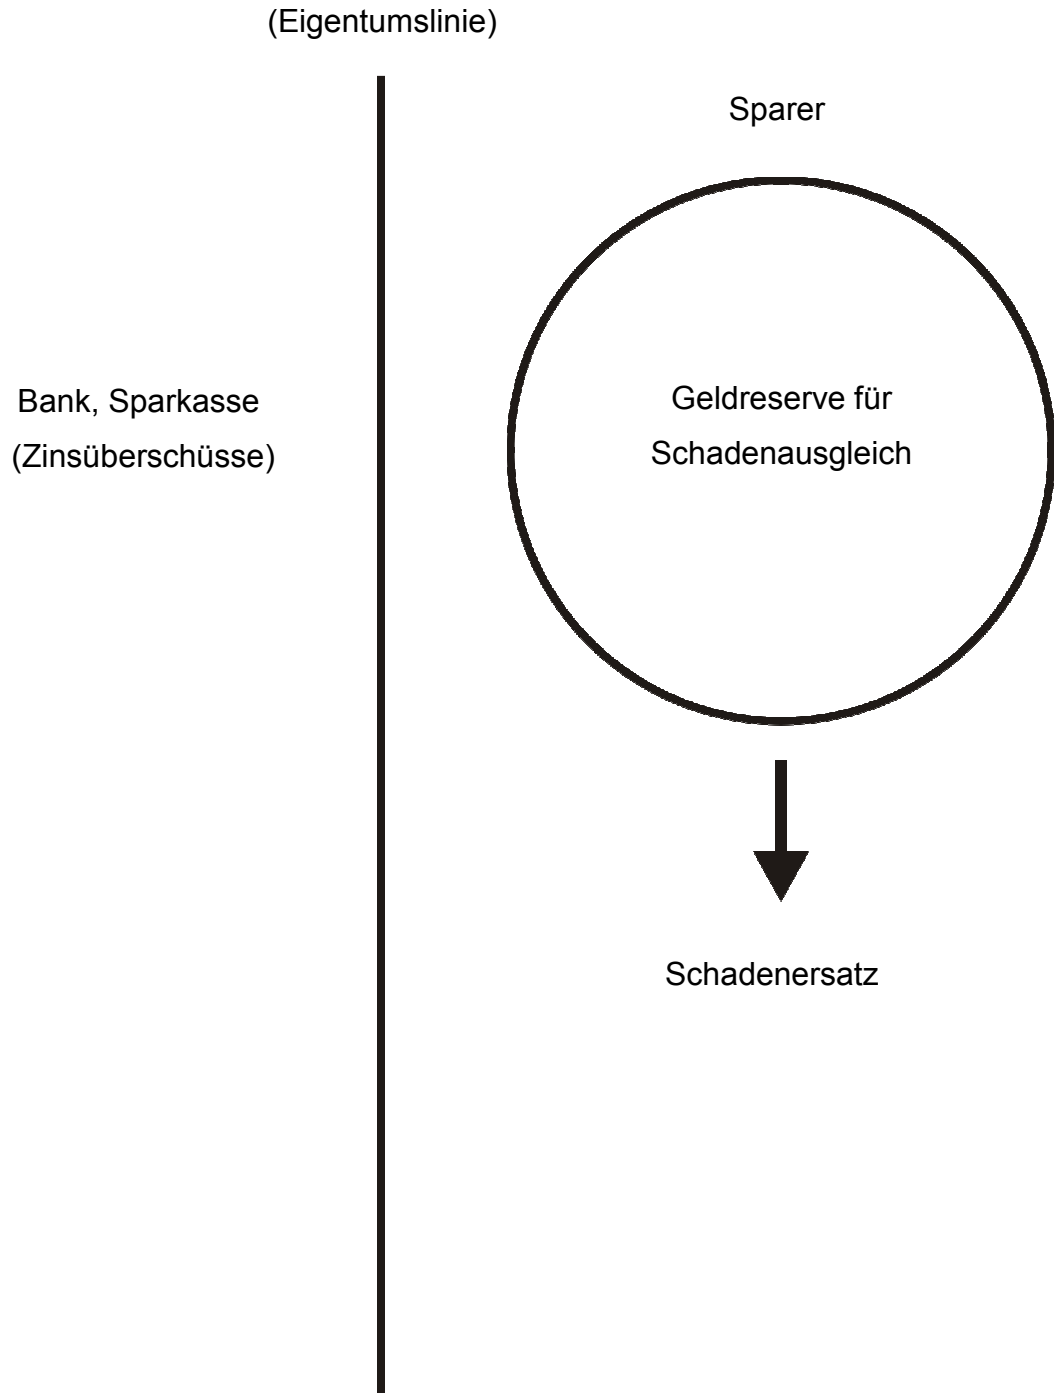 (Eigentumslinie)
Sparer
Bank, Sparkasse
(Zinsüberschüsse)
Geldreserve für
Schadenausgleich
Schadenersatz